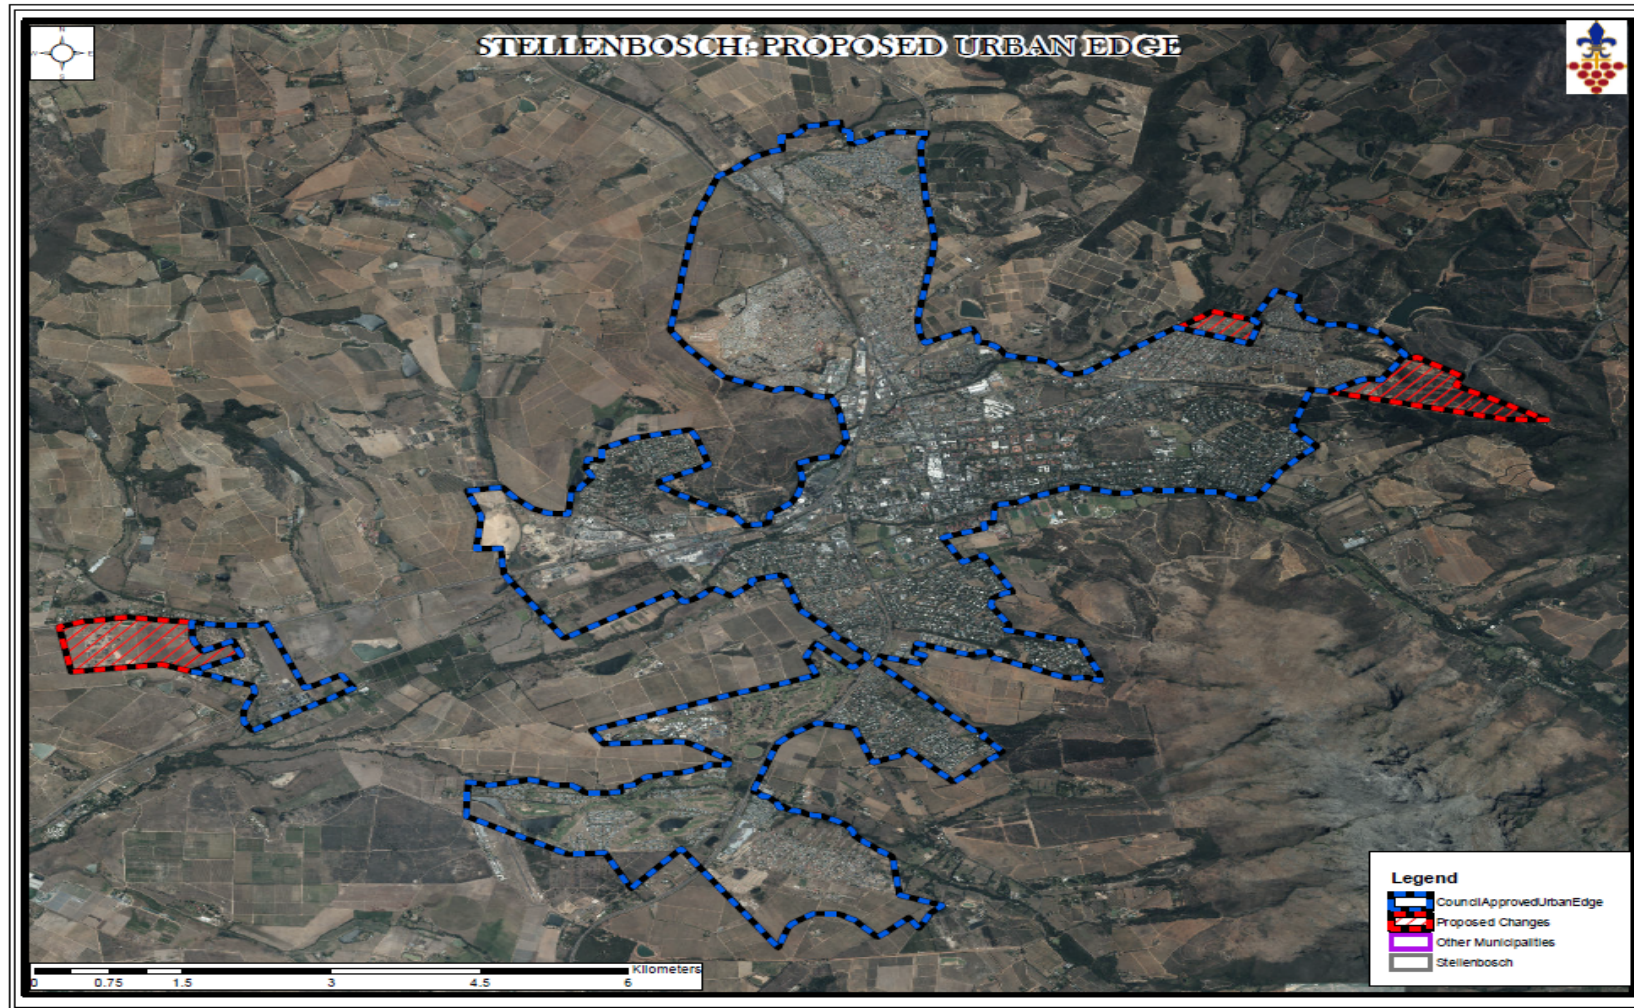 N
W E
S
STELLENBOSCH: PROPOSED URBAN EDGE
Legend
CouncilApprovedUrbanEdge
Proposed Changes
Other Municipalities
Stellenbosch
Kilometers
0 0.75 1.5 3 4.5 6